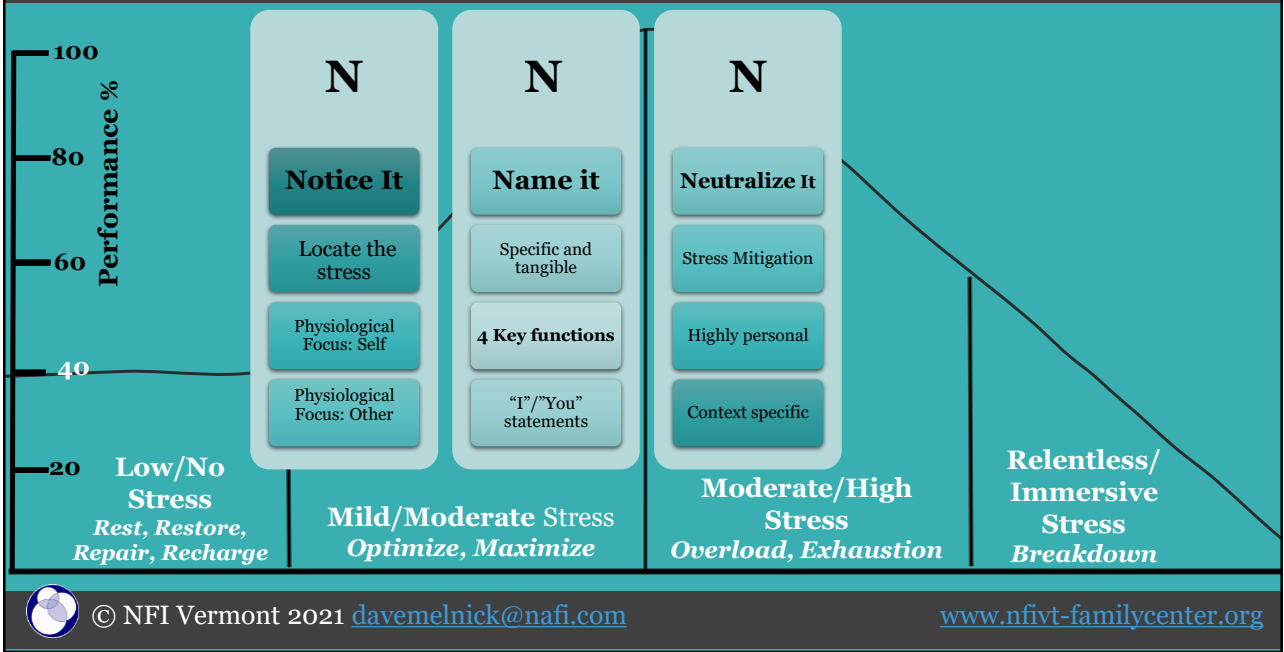 100
80
60
40
20
Performance %
N
Notice It
Locate the
stress
Physiological
Focus: Self
Physiological
Focus: Other
N
Name it
Specific and
tangible
4 Key functions
“I”/”You”
statements
N
Neutralize It
Stress Mitigation
Highly personal
Context specific
Low/No
Stress
Rest, Restore,
Repair, Recharge
Mild/Moderate Stress
Optimize, Maximize
Moderate/High
Stress
Overload, Exhaustion
Relentless/
Immersive
Stress
Breakdown
© NFI Vermont 2021 davemelnick@nafi.com
www.nfivt-familycenter.org